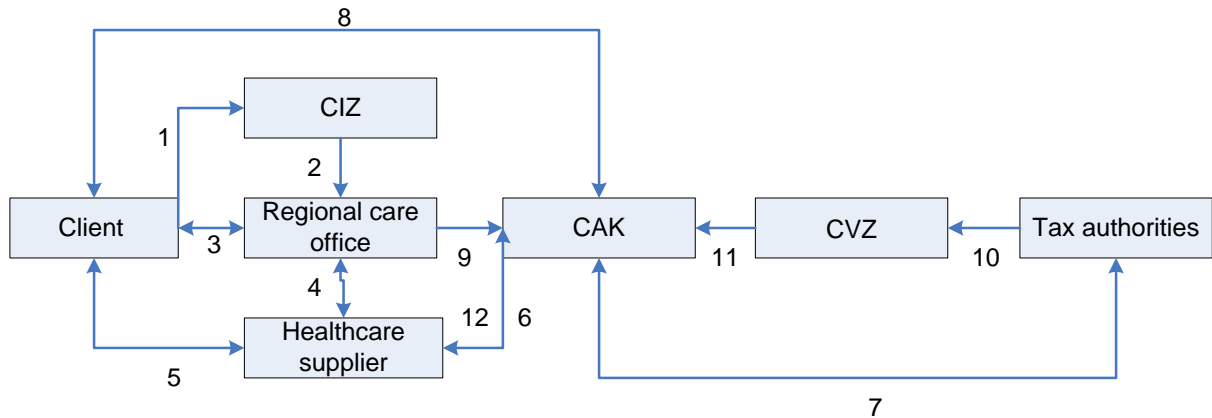 8
CIZ
1
2
Client
Regional care
office
CAK
CVZ
Tax authorities
3
9
11
10
4
Healthcare
supplier
12
6
5
7